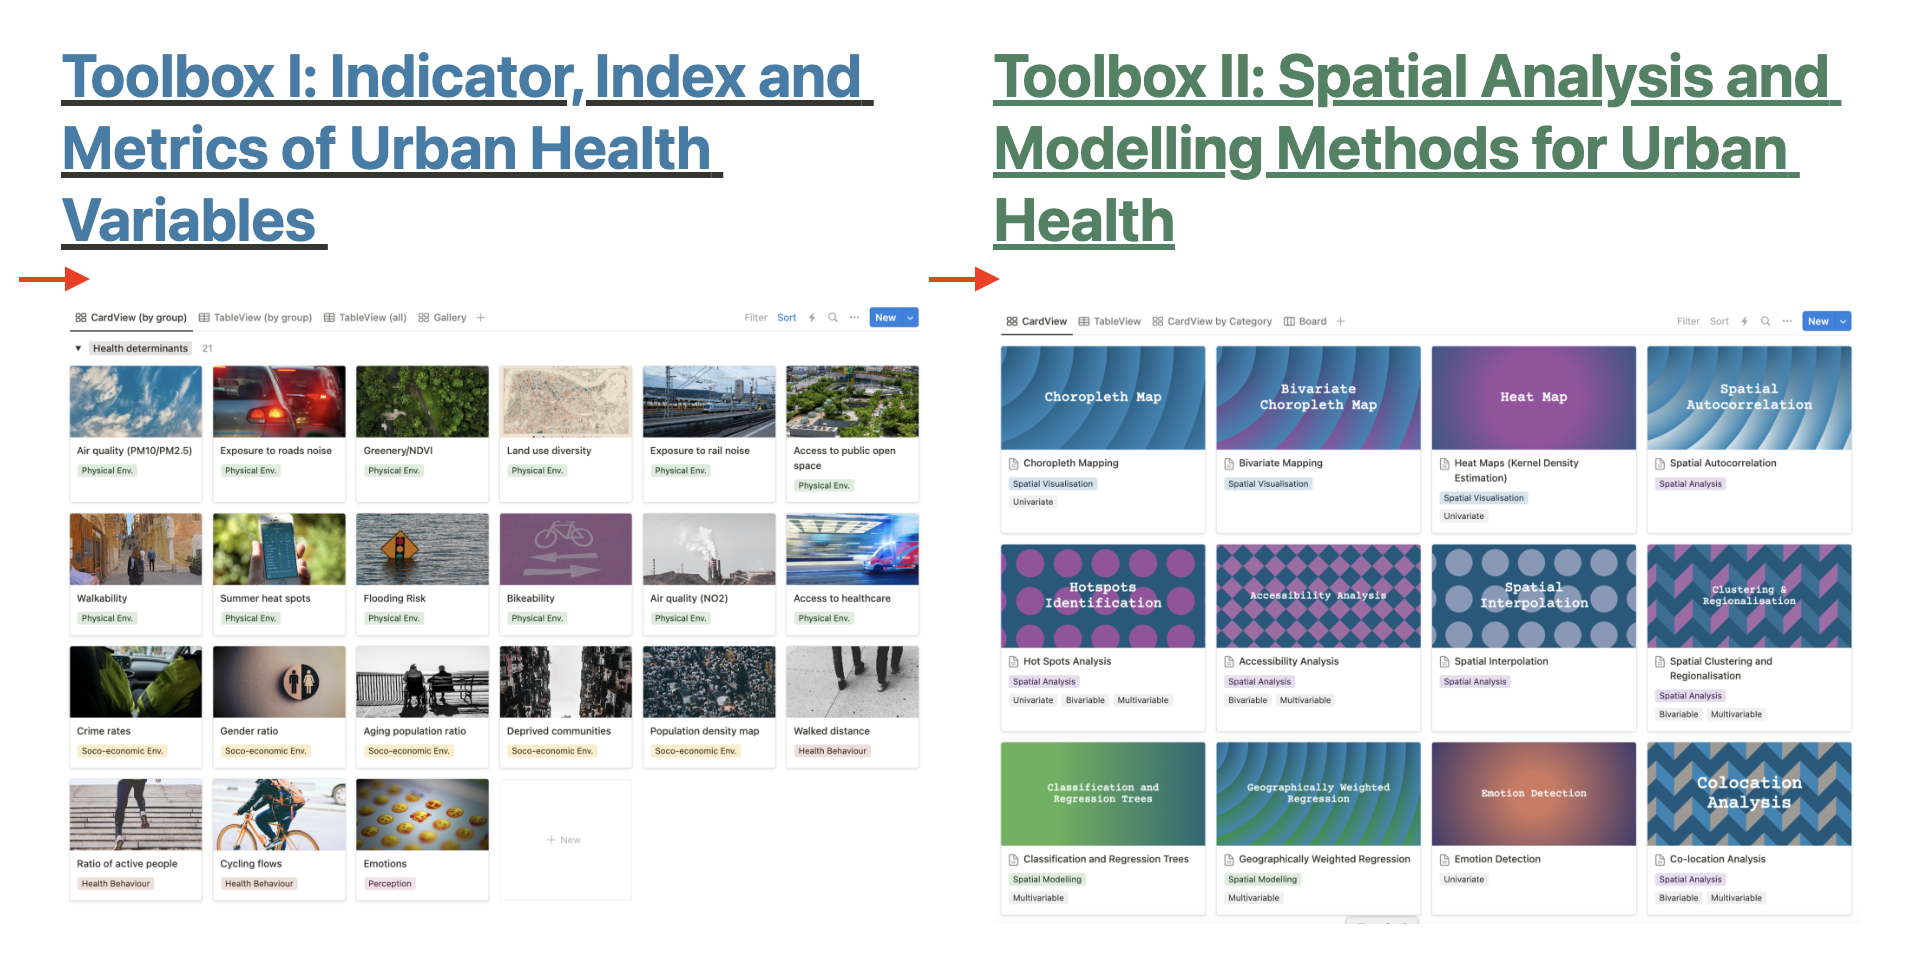 Toolbox I: Indicator, Index and
Metrics of Urban Health
Variables
CardView (by group) TableView (by group) TableView (all) Gallery +
Filter Sort New
Health determinants 21
Air quality (PM10/PM2.5)
Physical Env.
Exposure to roads noise
Physical Env.
Greenery/NDVI
Physical Env.
Land use diversity
Physical Env.
Exposure to rail noise
Physical Env.
Access to public open
space
Physical Env.
Walkability
Physical Env.
Summer heat spots
Physical Env.
Flooding Risk
Physical Env.
Bikeability
Physical Env.
Air quality (NO2)
Physical Env.
Access to healthcare
Physical Env.
Crime rates
Soco-economic Env.
Gender ratio
Soco-economic Env.
Aging population ratio
Soco-economic Env.
Deprived communities
Soco-economic Env.
Population density map
Soco-economic Env.
Walked distance
Health Behaviour
Ratio of active people
Health Behaviour
Cycling flows
Health Behaviour
Emotions
Perception
+ New
Toolbox II: Spatial Analysis and
Modelling Methods for Urban
Health
CardView TableView CardView by Category Board +
Filter Sort New
Choropleth Map
Choropleth Mapping
Spatial Visualisation
Univariate
Bivariate
Choropleth Map
Bivariate Mapping
Spatial Visualisation
Heat Map
Heat Maps (Kernel Density
Estimation)
Spatial Visualisation
Univariate
Spatial
Autocorrelation
Spatial Autocorrelation
Spatial Analysis
Hotspots
Identification
Hot Spots Analysis
Spatial Analysis
Univariate Bivariable Multivariable
Accessibility Analysis
Accessibility Analysis
Spatial Analysis
Bivariable Multivariable
Spatial
Interpolation
Spatial Interpolation
Spatial Analysis
Clustering &
Regionalisation
Spatial Clustering and
Regionalisation
Spatial Analysis
Bivariable Multivariable
Classification and
Regression Trees
Classification and Regression Trees
Spatial Modelling
Multivariable
Geographically Weighted
Regression
Geographically Weighted Regression
Spatial Modelling
Multivariable
Emotion Detection
Emotion Detection
Univariate
Colocation
Analysis
Co-location Analysis
Spatial Analysis
Bivariable Multivariable